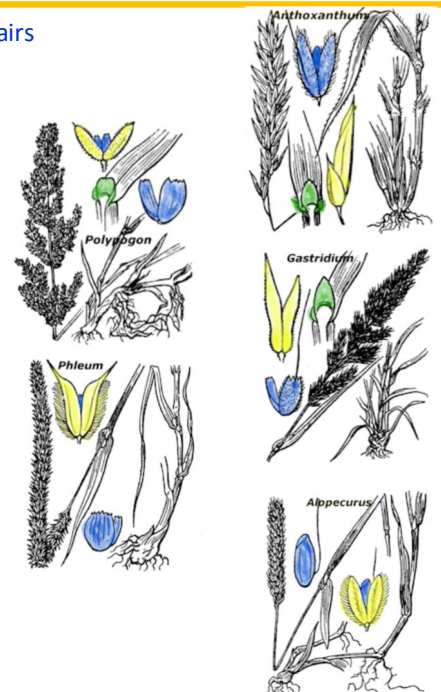 airs
Anthoxanthum
Polypogon
Gastridium
Phleum
Alopecurus